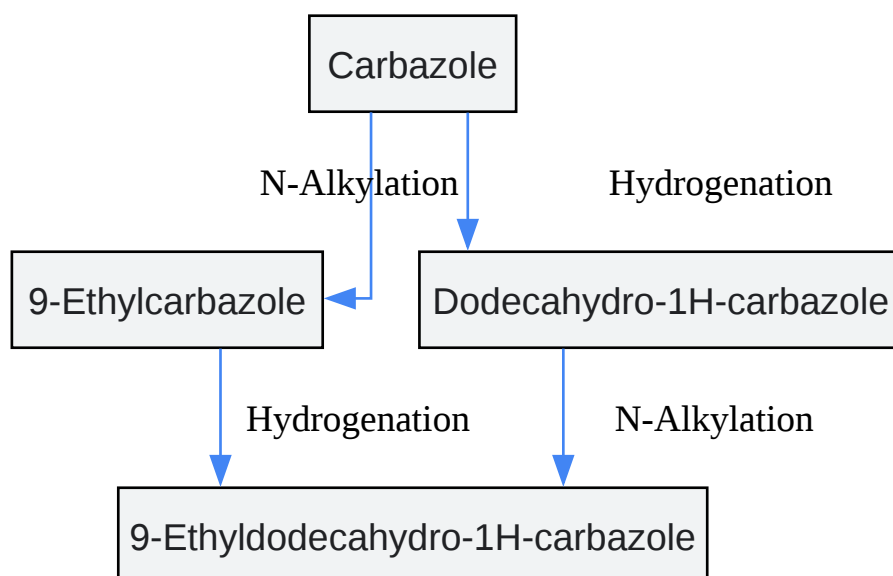 Carbazole
N-Alkylation
Hydrogenation
9-Ethylcarbazole
Dodecahydro-1H-carbazole
Hydrogenation
N-Alkylation
9-Ethyldodecahydro-1H-carbazole